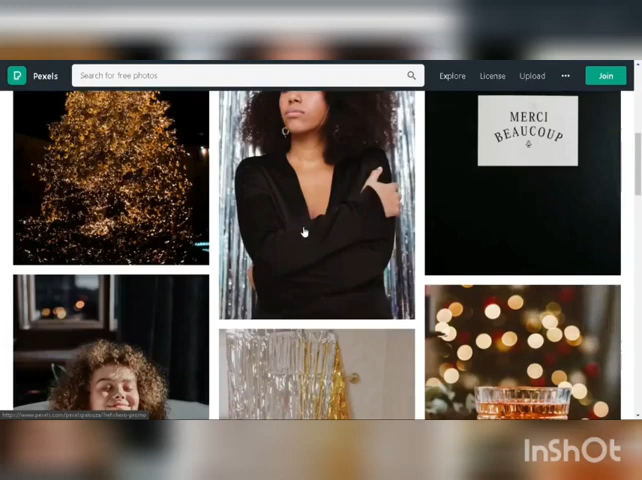 Pexels
Search for free photos
Explore
License
Upload
Join
MERCI
BEAUCOUP
InShOt